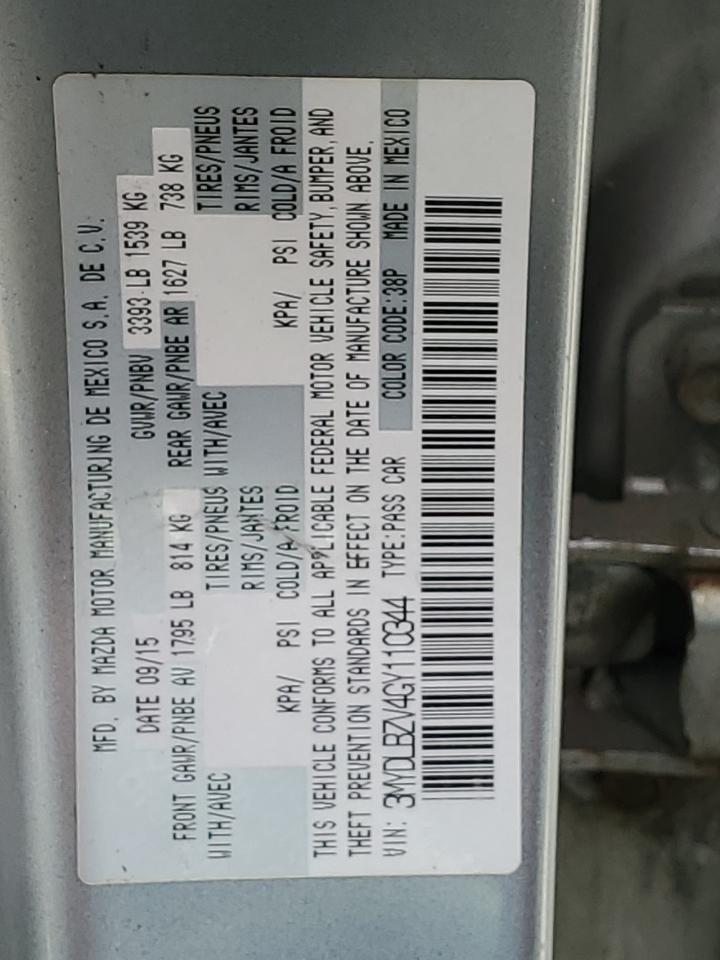 MFD. BY MAZDA MOTOR MANUFACTURING DE MEXICO S.A. DE C.V.
DATE 09/15 GVWR/PNBV 3393 LB 1539 KG
FRONT GAWR/PNBE AV 1795 LB 814 KG REAR GAWR/PNBE AR 1627 LB 738 KG
WITH/AVEC TIRES/PNEUS WITH/AVEC TIRES/PNEUS
RIMS/JANTES RIMS/JANTES
KPA/ PSI COLD/A FROID KPA/ PSI COLD/A FROID
THIS VEHICLE CONFORMS TO ALL APPLICABLE FEDERAL MOTOR VEHICLE SAFETY, BUMPER, AND
THEFT PREVENTION STANDARDS IN EFFECT ON THE DATE OF MANUFACTURE SHOWN ABOVE.
VIN: 3MYDLBZV4GY110344 TYPE:PASS CAR COLOR CODE:38P MADE IN MEXICO